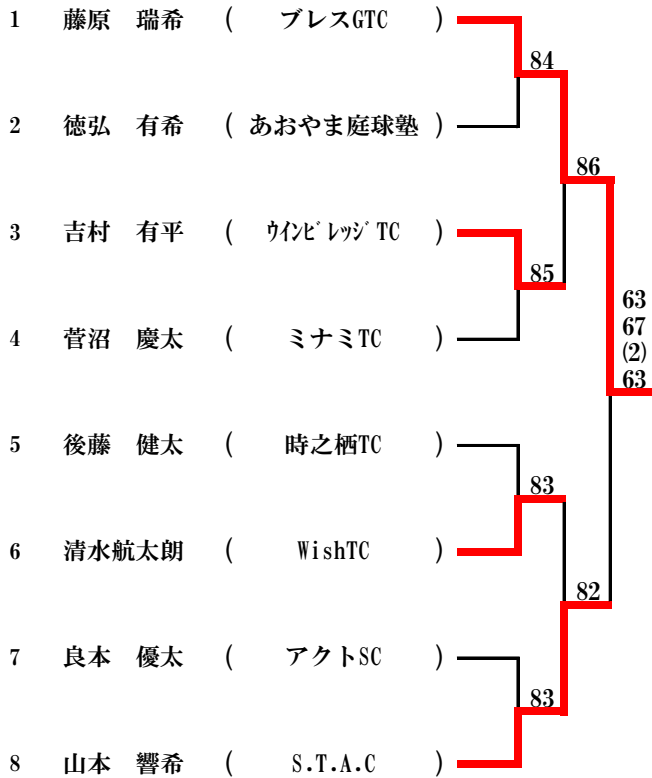 1 藤原 瑞希 ( ブレスGTC )
84
2 徳弘 有希 ( あおやま庭球塾 )
86
3 吉村 有平 ( ｳｲﾝﾋﾞﾚｯｼﾞTC )
85
63
67
(2)
63
4 菅沼 慶太 ( ミナミTC )
5 後藤 健太 ( 時之栖TC )
83
6 清水航太朗 ( WishTC )
82
7 良本 優太 ( アクトSC )
83
8 山本 響希 ( S.T.A.C )